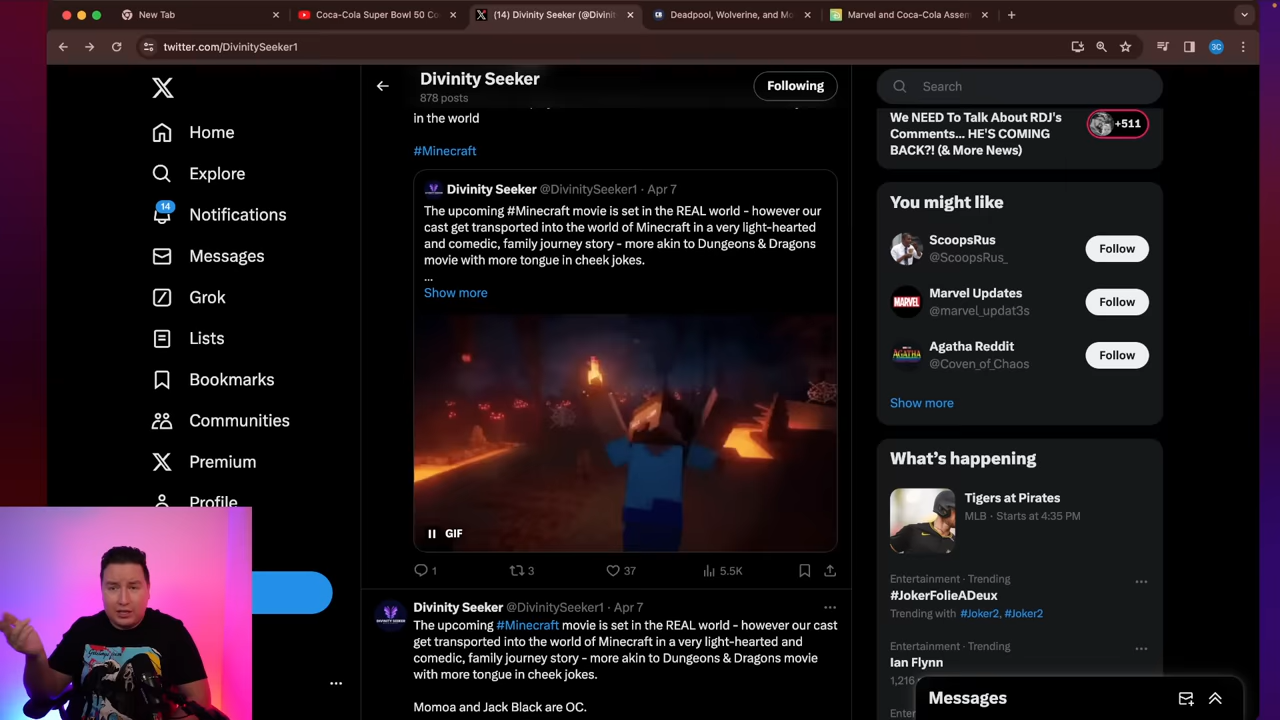 New Tab
Coca-Cola Super Bowl 50 Co
(14) Divinity Seeker (@Divinit
Deadpool, Wolverine, and Mo
Marvel and Coca-Cola Assem
twitter.com/DivinitySeeker1
3C
Home
Explore
14
Notifications
Messages
Grok
Lists
Bookmarks
Communities
Premium
Profile
Divinity Seeker
878 posts
Following
in the world
#Minecraft
Divinity Seeker @DivinitySeeker1 · Apr 7
The upcoming #Minecraft movie is set in the REAL world - however our
cast get transported into the world of Minecraft in a very light-hearted
and comedic, family journey story - more akin to Dungeons & Dragons
movie with more tongue in cheek jokes.
...
Show more
GIF
1
3
37
5.5K
Divinity Seeker @DivinitySeeker1 · Apr 7
The upcoming #Minecraft movie is set in the REAL world - however our cast
get transported into the world of Minecraft in a very light-hearted and
comedic, family journey story - more akin to Dungeons & Dragons movie
with more tongue in cheek jokes.
Momoa and Jack Black are OC.
Search
We NEED To Talk About RDJ's
Comments... HE'S COMING
BACK?! (& More News)
+511
You might like
ScoopsRus
@ScoopsRus_
Follow
Marvel Updates
@marvel_updat3s
Follow
Agatha Reddit
@Coven_of_Chaos
Follow
Show more
What's happening
Tigers at Pirates
MLB · Starts at 4:35 PM
Entertainment · Trending
#JokerFolieADeux
Trending with #Joker2, #Joker2
Entertainment · Trending
Ian Flynn
1,216
Messages